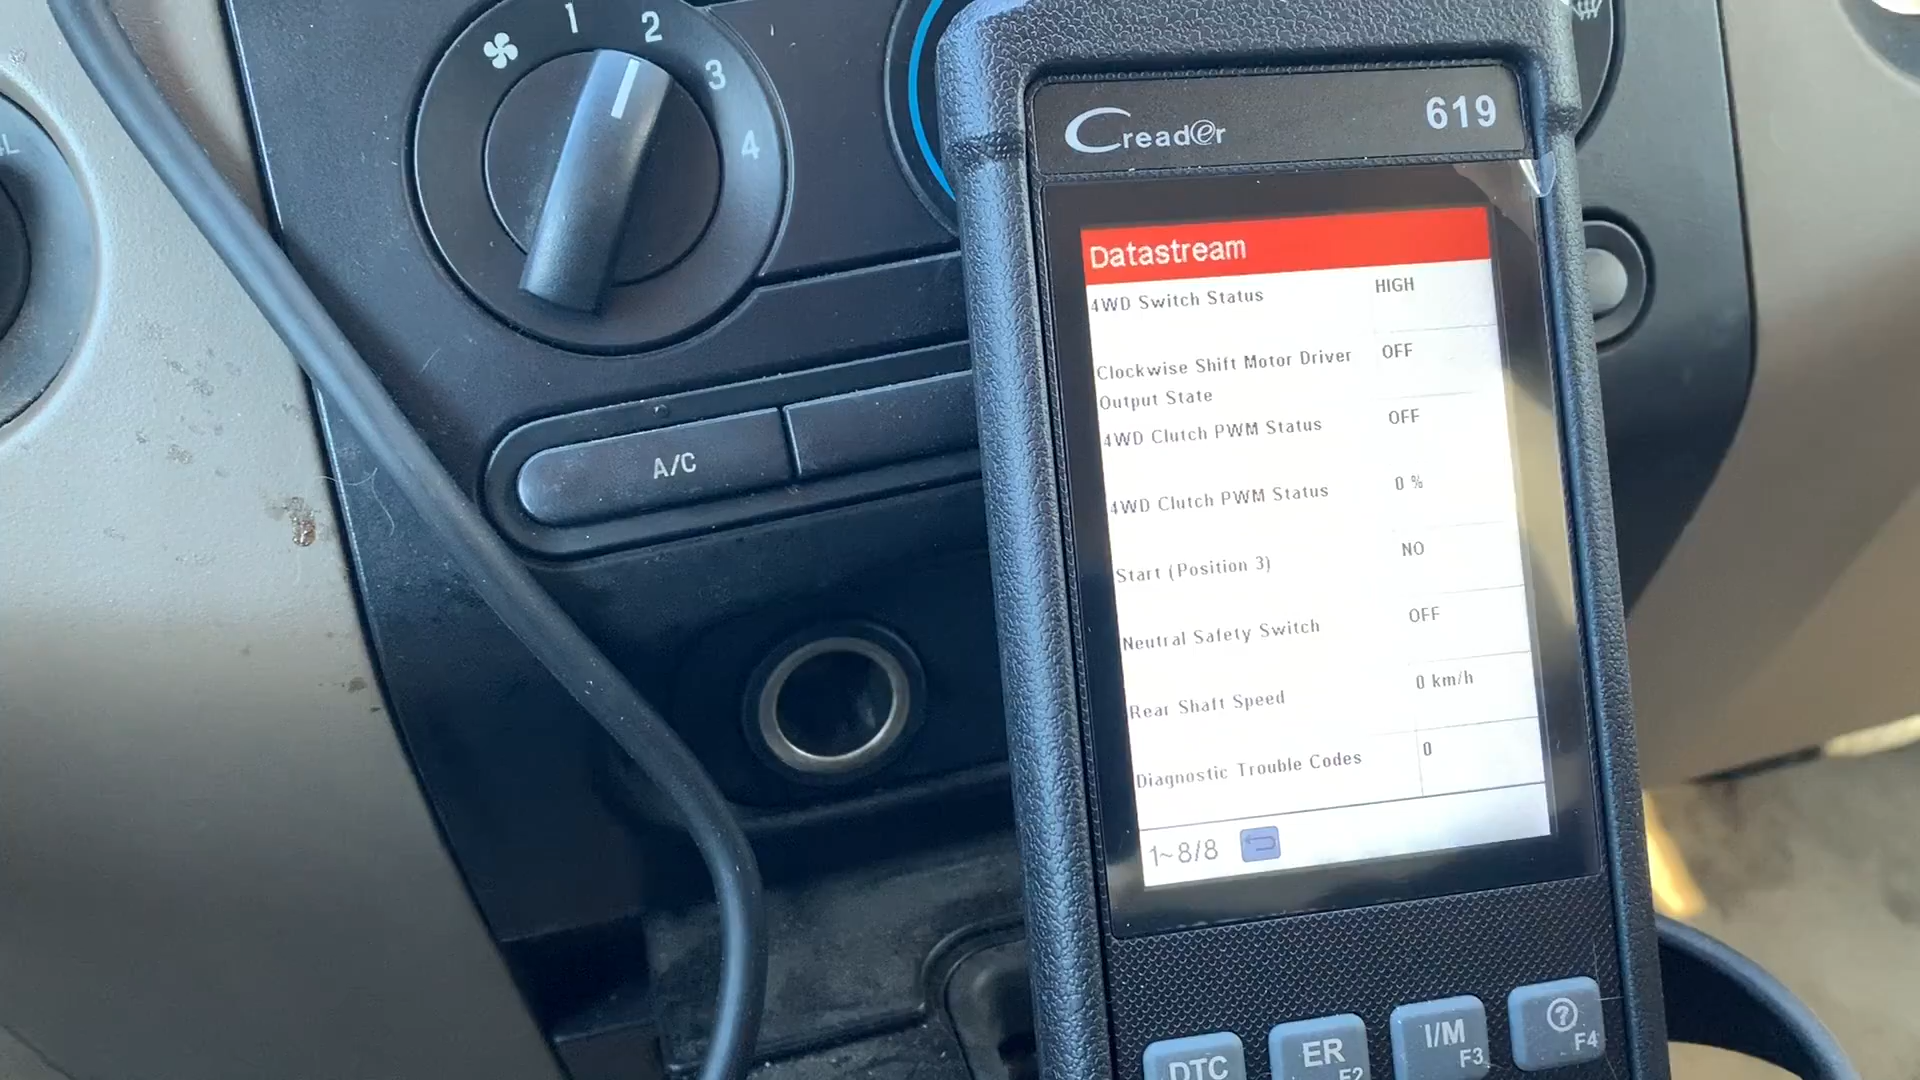 1
2
3
4
A/C
4L
Creader
619
Datastream
4WD Switch Status HIGH
Clockwise Shift Motor Driver OFF
Output State
4WD Clutch PWM Status OFF
4WD Clutch PWM Status 0 %
Start (Position 3) NO
Neutral Safety Switch OFF
Rear Shaft Speed 0 km/h
Diagnostic Trouble Codes 0
1~8/8
DTC
ER
F2
I/M
F3
?
F4